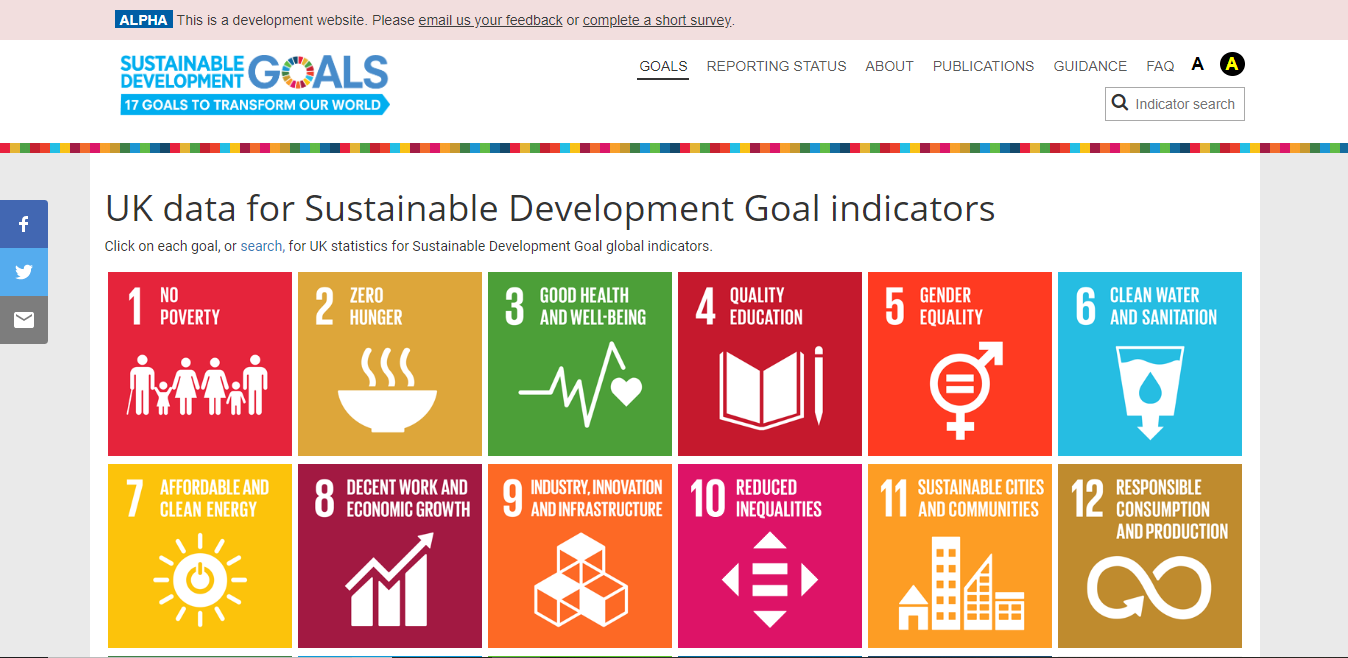 ALPHA This is a development website. Please email us your feedback or complete a short survey.
SUSTAINABLE
DEVELOPMENT GOALS
17 GOALS TO TRANSFORM OUR WORLD
GOALS REPORTING STATUS ABOUT PUBLICATIONS GUIDANCE FAQ A A
Indicator search
UK data for Sustainable Development Goal indicators
Click on each goal, or search, for UK statistics for Sustainable Development Goal global indicators.
1 NO
POVERTY
2 ZERO
HUNGER
3 GOOD HEALTH
AND WELL-BEING
4 QUALITY
EDUCATION
5 GENDER
EQUALITY
6 CLEAN WATER
AND SANITATION
7 AFFORDABLE AND
CLEAN ENERGY
8 DECENT WORK AND
ECONOMIC GROWTH
9 INDUSTRY, INNOVATION
AND INFRASTRUCTURE
10 REDUCED
INEQUALITIES
11 SUSTAINABLE CITIES
AND COMMUNITIES
12 RESPONSIBLE
CONSUMPTION
AND PRODUCTION